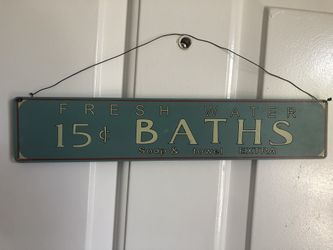 FRESH WATER
15¢ BATHS
Soap & towel EXTRA